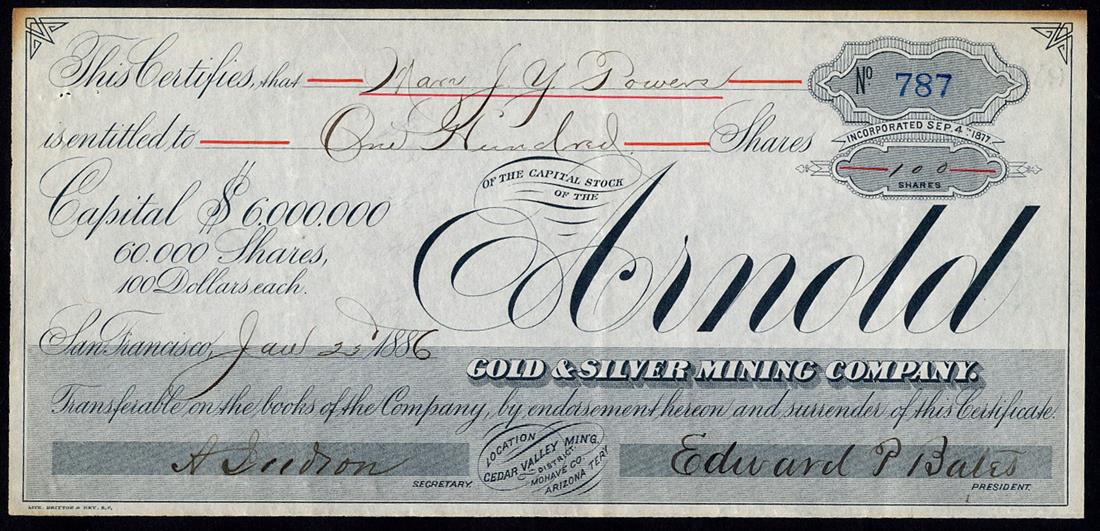 This Certifies, that J. Y. Powers
Nº 787
INCORPORATED SEP. 4TH 1877.
is entitled to One Hundred Shares
100
SHARES
OF THE CAPITAL STOCK
OF THE
Capital $6,000,000
60.000 Shares,
100 Dollars each.
Arnold
San Francisco, Jan 1886
GOLD & SILVER MINING COMPANY.
Transferable on the books of the Company, by endorsement hereon and surrender of this Certificate.
A Judson
SECRETARY.
LOCATION
CEDAR VALLEY MIN'G.
DISTRICT.
MOHAVE CO.
ARIZONA TERY
Edward P Bates
PRESIDENT.
LITH. BRITTON & REY. S.F.